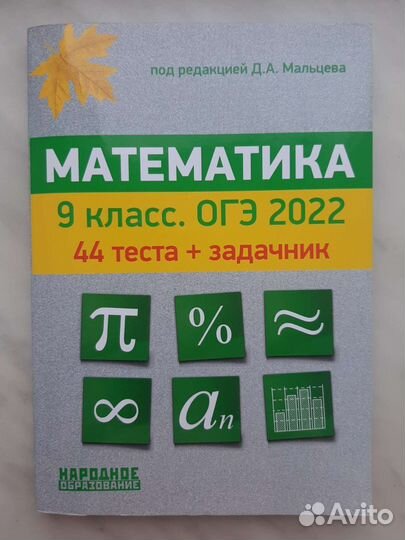 под редакцией Д.А. Мальцева
МАТЕМАТИКА
9 класс. ОГЭ 2022
44 теста + задачник
π % ≈
∞ aₙ
НАРОДНОЕ
ОБРАЗОВАНИЕ
Avito